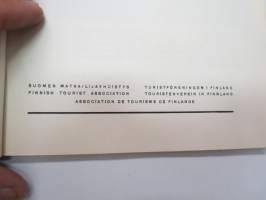 SUOMEN MATKAILIJAYHDISTYS TURISTFÖRENINGEN I FINLAND
FINNISH TOURIST ASSOCIATION TOURISTENVEREIN IN FINNLAND
ASSOCIATION DE TOURISME DE FINLANDE